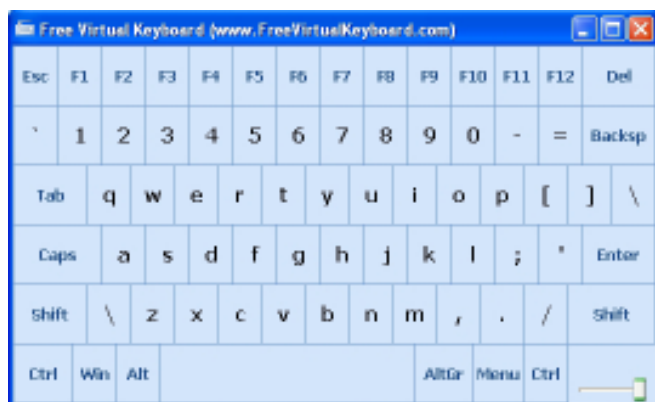 Free Virtual Keyboard (www.FreeVirtualKeyboard.com)
Esc F1 F2 F3 F4 F5 F6 F7 F8 F9 F10 F11 F12 Del
` 1 2 3 4 5 6 7 8 9 0 - = Backsp
Tab q w e r t y u i o p [ ] \
Caps a s d f g h j k l ; ' Enter
Shift \ z x c v b n m , . / Shift
Ctrl Win Alt AltGr Menu Ctrl